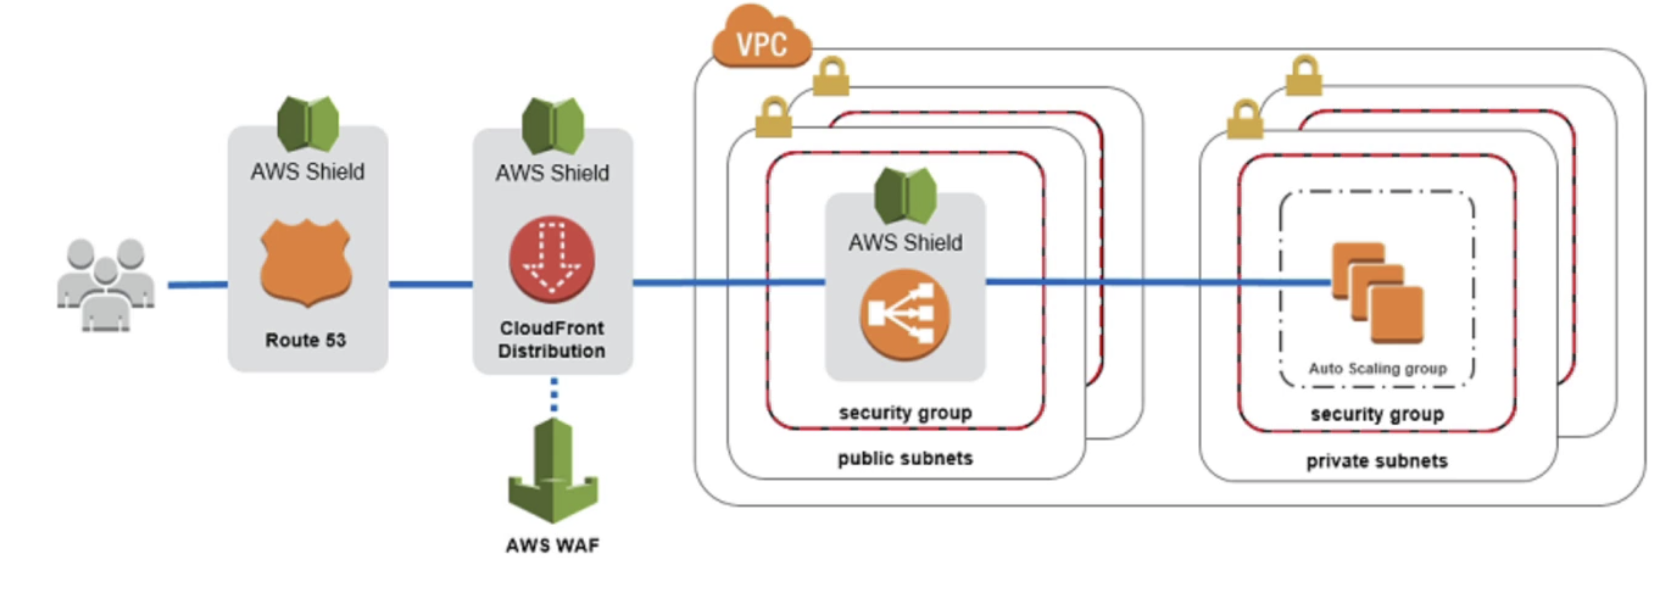 VPC
AWS Shield
Route 53
AWS Shield
CloudFront
Distribution
AWS WAF
AWS Shield
security group
public subnets
Auto Scaling group
security group
private subnets